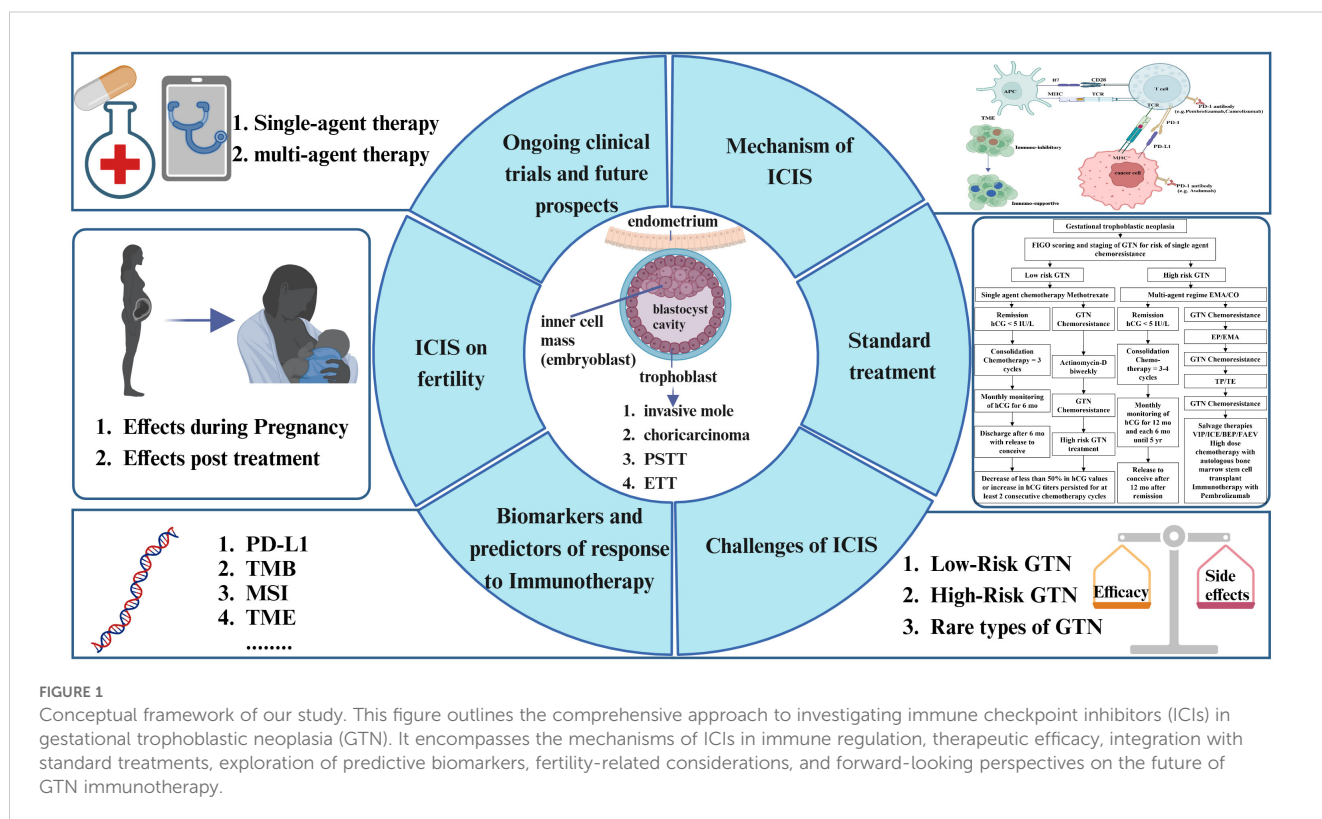 1. Single-agent therapy
2. multi-agent therapy
Ongoing clinical
trials and future
prospects
Mechanism of
ICIS
B7
CD28
APC
MHC
TCR
T cell
TCR
PD-1 antibody
(e.g.,Pembrolizumab,Camrelizumab)
PD-1
PD-L1
TME
Immuno-inhibitory
Immuno-supportive
MHC
cancer cell
PD-1 antibody
(e.g. Avalumab)
1. Effects during Pregnancy
2. Effects post treatment
ICIS on
fertility
endometrium
blastocyst
cavity
inner cell
mass
(embryoblast)
trophoblast
1. invasive mole
2. choricarcinoma
3. PSTT
4. ETT
Standard
treatment
Gestational trophoblastic neoplasia
FIGO scoring and staging of GTN for risk of single agent
chemoresistance
Low risk GTN
High risk GTN
Single agent chemotherapy Methotrexate
Multi-agent regime EMA/CO
Remission
hCG < 5 IU/L
GTN
Chemoresistance
Remission
hCG < 5 IU/L
GTN Chemoresistance
EP/EMA
Consolidation
Chemotherapy = 3
cycles
Actinomycin-D
biweekly
Consolidation
Chemo-
therapy = 3-4
cycles
GTN Chemoresistance
TP/TE
Monthly monitoring
of hCG for 6 mo
GTN
Chemoresistance
Monthly
monitoring of
hCG for 12 mo
and each 6 mo
until 5 yr
GTN Chemoresistance
Discharge after 6 mo
with release to
conceive
High risk GTN
treatment
Salvage therapies
VIP/ICE/BEP/FAEV
High dose
chemotherapy with
autologous bone
marrow stem cell
transplant
Immunotherapy with
Pembrolizumab
Decrease of less than 50% in hCG values
or increase in hCG titers persisted for at
least 2 consecutive chemotherapy cycles
Release to
conceive after
12 mo after
remission
1. PD-L1
2. TMB
3. MSI
4. TME
........
Biomarkers and
predictors of response
to Immunotherapy
Challenges of ICIS
1. Low-Risk GTN
2. High-Risk GTN
3. Rare types of GTN
Efficacy
Side
effects
FIGURE 1
Conceptual framework of our study. This figure outlines the comprehensive approach to investigating immune checkpoint inhibitors (ICIs) in
gestational trophoblastic neoplasia (GTN). It encompasses the mechanisms of ICIs in immune regulation, therapeutic efficacy, integration with
standard treatments, exploration of predictive biomarkers, fertility-related considerations, and forward-looking perspectives on the future of
GTN immunotherapy.